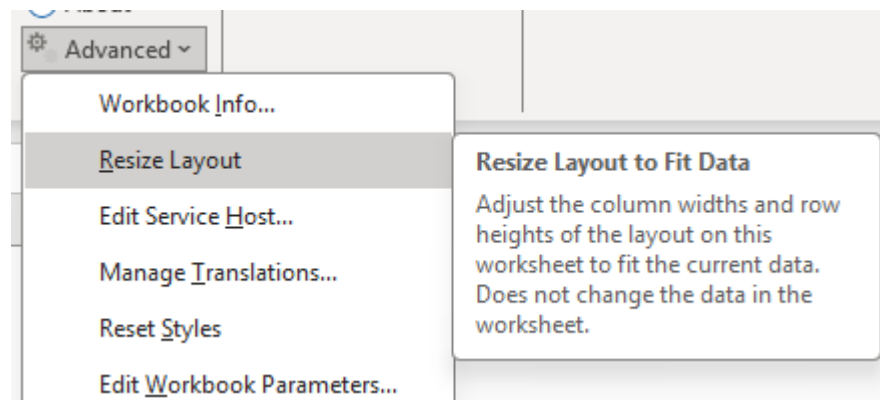 Advanced
Workbook Info...
Resize Layout
Resize Layout to Fit Data
Adjust the column widths and row
heights of the layout on this
worksheet to fit the current data.
Does not change the data in the
worksheet.
Edit Service Host...
Manage Translations...
Reset Styles
Edit Workbook Parameters...